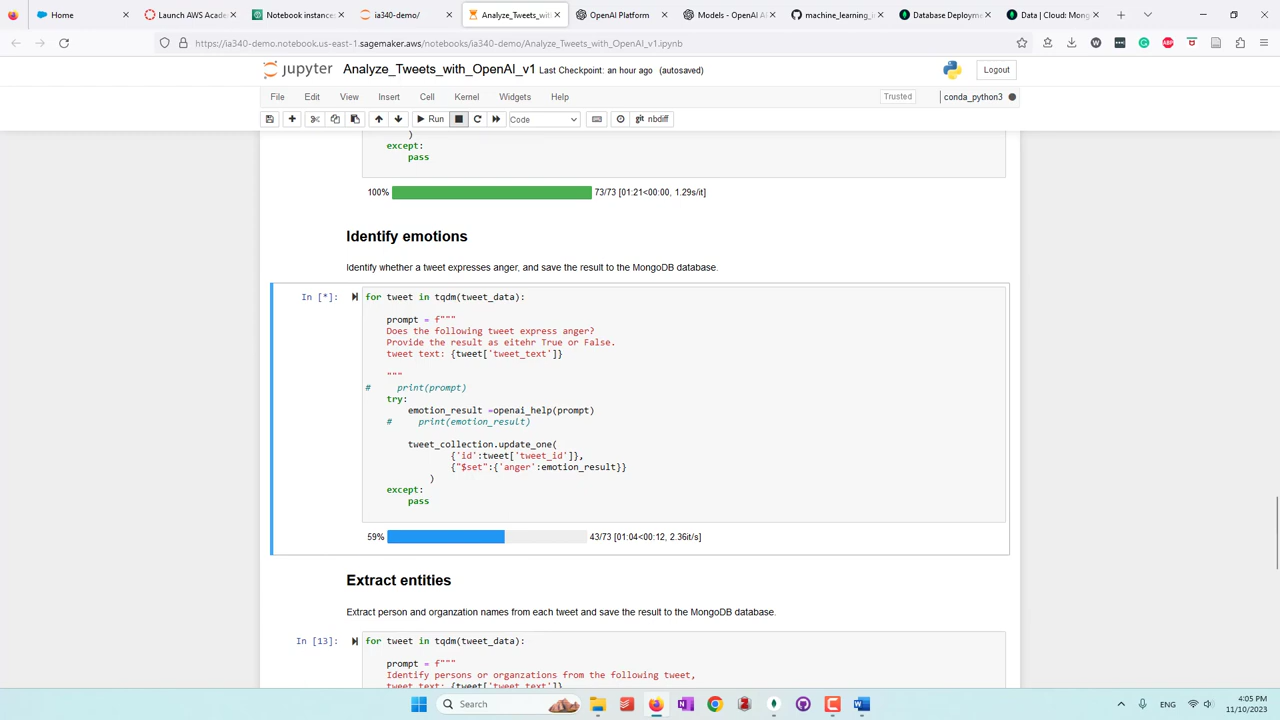 Home
Launch AWS Acade
Notebook instances
ia340-demo/
Analyze_Tweets_with
OpenAI Platform
Models - OpenAI A
machine_learning_
Database Deploym
Data | Cloud: Mong
https://ia340-demo.notebook.us-east-1.sagemaker.aws/notebooks/ia340-demo/Analyze_Tweets_with_OpenAI_v1.ipynb
jupyter Analyze_Tweets_with_OpenAI_v1 Last Checkpoint: an hour ago (autosaved)
Logout
File Edit View Insert Cell Kernel Widgets Help
Trusted
conda_python3
Run
Code
nbdiff
)
except:
pass
100% 73/73 [01:21<00:00, 1.29s/it]
Identify emotions
Identify whether a tweet expresses anger, and save the result to the MongoDB database.
In [*]: for tweet in tqdm(tweet_data):
prompt = f"""
Does the following tweet express anger?
Provide the result as eitehr True or False.
tweet text: {tweet['tweet_text']}
"""
# print(prompt)
try:
emotion_result =openai_help(prompt)
# print(emotion_result)
tweet_collection.update_one(
{'id':tweet['tweet_id']},
{"$set":{'anger':emotion_result}}
)
except:
pass
59% 43/73 [01:04<00:12, 2.36it/s]
Extract entities
Extract person and organzation names from each tweet and save the result to the MongoDB database.
In [13]: for tweet in tqdm(tweet_data):
prompt = f"""
Identify persons or organzations from the following tweet,
tweet text: {tweet['tweet_text']}
Search
ENG
4:05 PM
11/10/2023